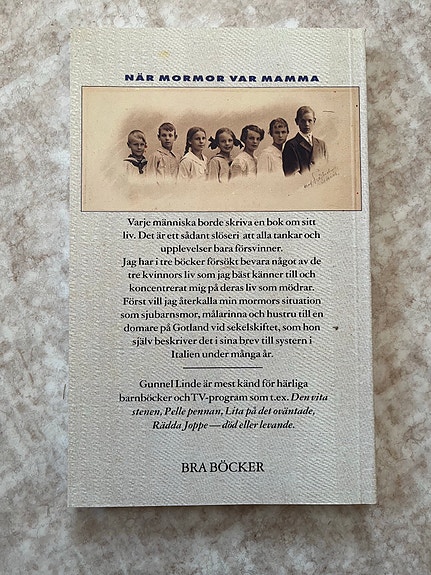 NÄR MORMOR VAR MAMMA
Varje människa borde skriva en bok om sitt
liv. Det är ett sådant slöseri att alla tankar och
upplevelser bara försvinner.
Jag har i tre böcker försökt bevara något av de
tre kvinnors liv som jag bäst känner till och
koncentrerat mig på deras liv som mödrar.
Först vill jag återkalla min mormors situation
som sjubarnsmor, målarinna och hustru till en
domare på Gotland vid sekelskiftet, som hon
själv beskriver det i sina brev till systern i
Italien under många år.
Gunnel Linde är mest känd för härliga
barnböcker och TV-program som t.ex. Den vita
stenen, Pelle pennan, Lita på det oväntade,
Rädda Joppe — död eller levande.
BRA BÖCKER